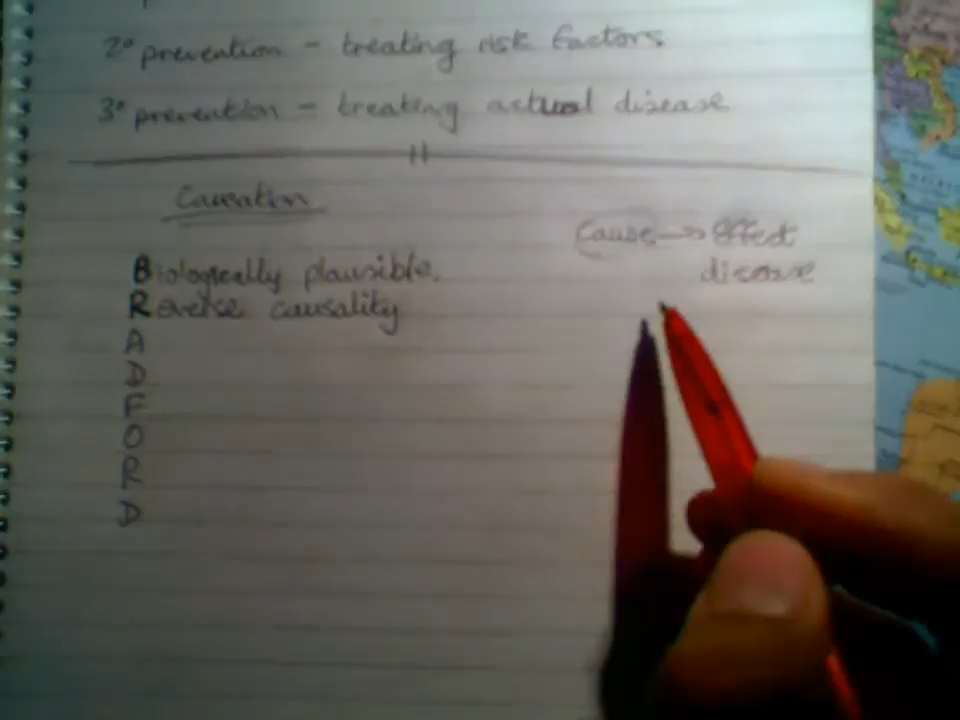 2° prevention - treating risk factors
3° prevention - treating actual disease
Causation
Cause → Effect
disease
Biologically plausible.
Reverse causality
A
D
F
O
R
D